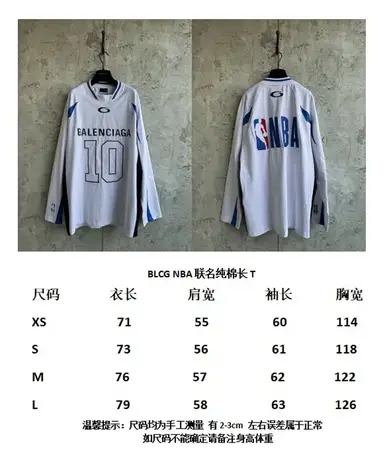 BALENCIAGA
10
NBA
BLCG NBA 联名纯棉长 T
尺码 衣长 肩宽 袖长 胸宽
XS 71 55 60 114
S 73 56 61 118
M 76 57 62 122
L 79 58 63 126
温馨提示：尺码均为手工测量 有 2-3cm 左右误差属于正常
如尺码不能确定请备注身高体重